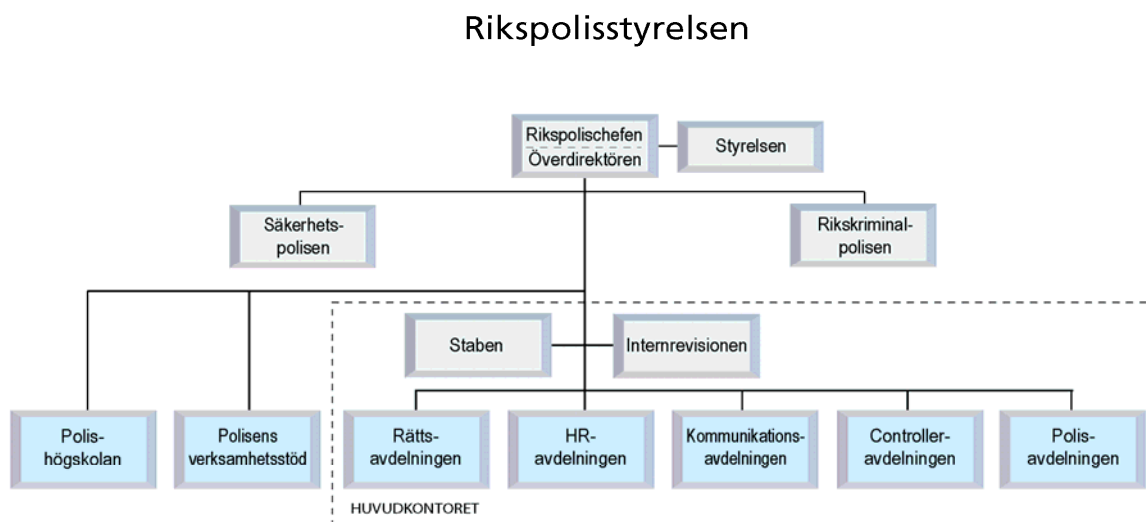 Rikspolisstyrelsen
Rikspolischefen
Överdirektören
Styrelsen
Säkerhets-
polisen
Rikskriminal-
polisen
Staben
Internrevisionen
Polis-
högskolan
Polisens
verksamhetsstöd
Rätts-
avdelningen
HR-
avdelningen
Kommunikations-
avdelningen
Controller-
avdelningen
Polis-
avdelningen
HUVUDKONTORET